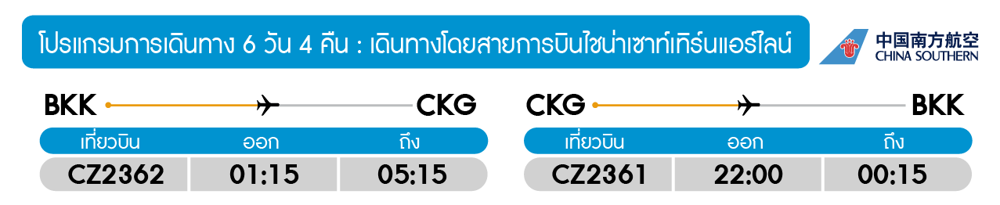 โปรแกรมการเดินทาง 6 วัน 4 คืน : เดินทางโดยสายการบินไชน่าเซาท์เทิร์นแอร์ไลน์
中国南方航空
CHINA SOUTHERN
BKK CKG
เที่ยวบิน ออก ถึง
CZ2362 01:15 05:15
CKG BKK
เที่ยวบิน ออก ถึง
CZ2361 22:00 00:15